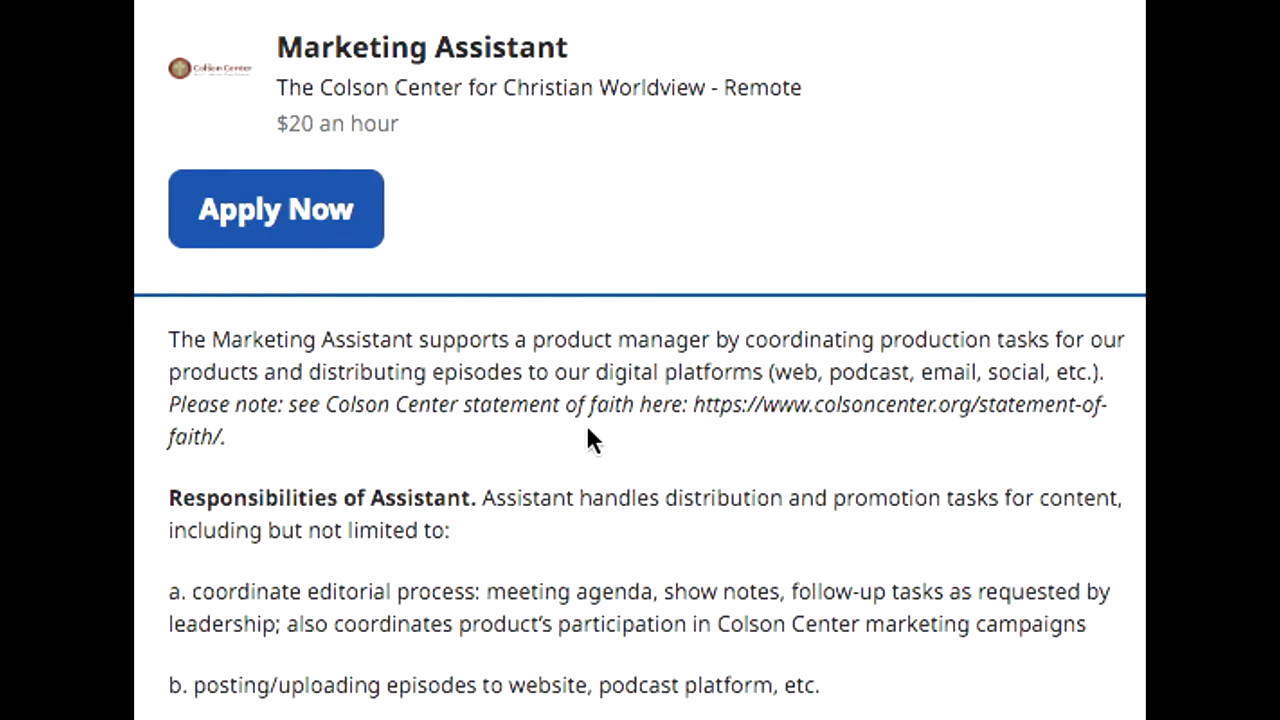 Marketing Assistant
Colson Center
The Colson Center for Christian Worldview - Remote
$20 an hour
Apply Now
The Marketing Assistant supports a product manager by coordinating production tasks for our
products and distributing episodes to our digital platforms (web, podcast, email, social, etc.).
Please note: see Colson Center statement of faith here: https://www.colsoncenter.org/statement-of-
faith/.
Responsibilities of Assistant. Assistant handles distribution and promotion tasks for content,
including but not limited to:
a. coordinate editorial process: meeting agenda, show notes, follow-up tasks as requested by
leadership; also coordinates product’s participation in Colson Center marketing campaigns
b. posting/uploading episodes to website, podcast platform, etc.